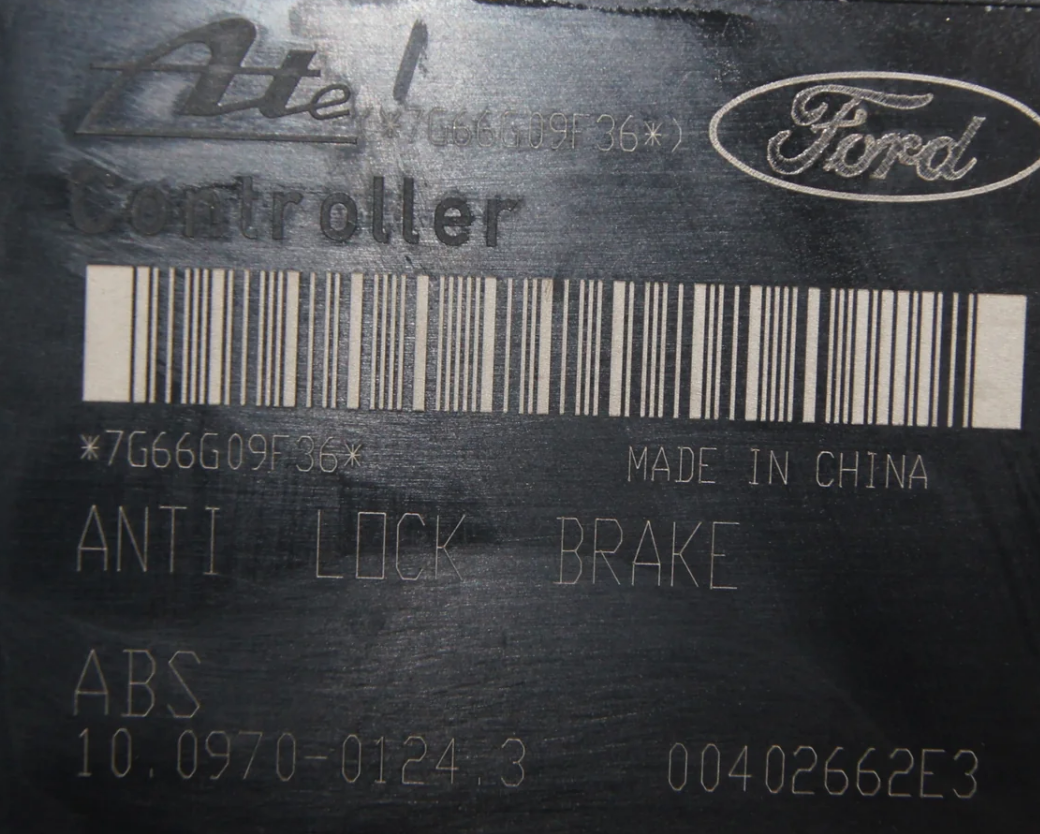 Ate (*7G66G09F36*) Ford
Controller
*7G66G09F36* MADE IN CHINA
ANTI LOCK BRAKE
ABS
10.0970-0124.3 00402662E3